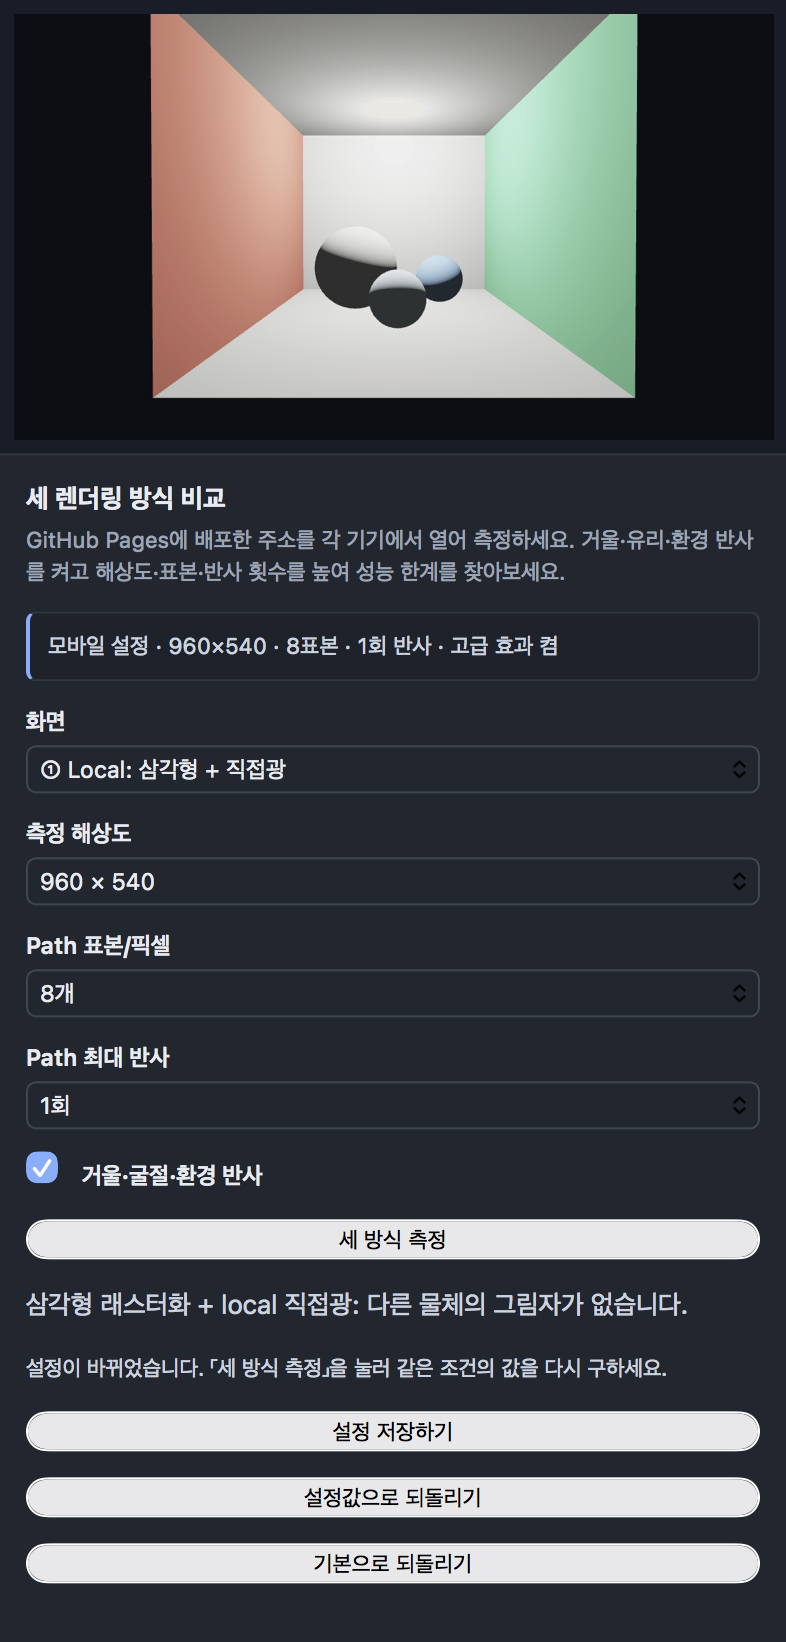 세 렌더링 방식 비교
GitHub Pages에 배포한 주소를 각 기기에서 열어 측정하세요. 거울·유리·환경 반사
를 켜고 해상도·표본·반사 횟수를 높여 성능 한계를 찾아보세요.
모바일 설정 · 960×540 · 8표본 · 1회 반사 · 고급 효과 켬
화면
① Local: 삼각형 + 직접광
측정 해상도
960 × 540
Path 표본/픽셀
8개
Path 최대 반사
1회
거울·굴절·환경 반사
세 방식 측정
삼각형 래스터화 + local 직접광: 다른 물체의 그림자가 없습니다.
설정이 바뀌었습니다. 「세 방식 측정」을 눌러 같은 조건의 값을 다시 구하세요.
설정 저장하기
설정값으로 되돌리기
기본으로 되돌리기